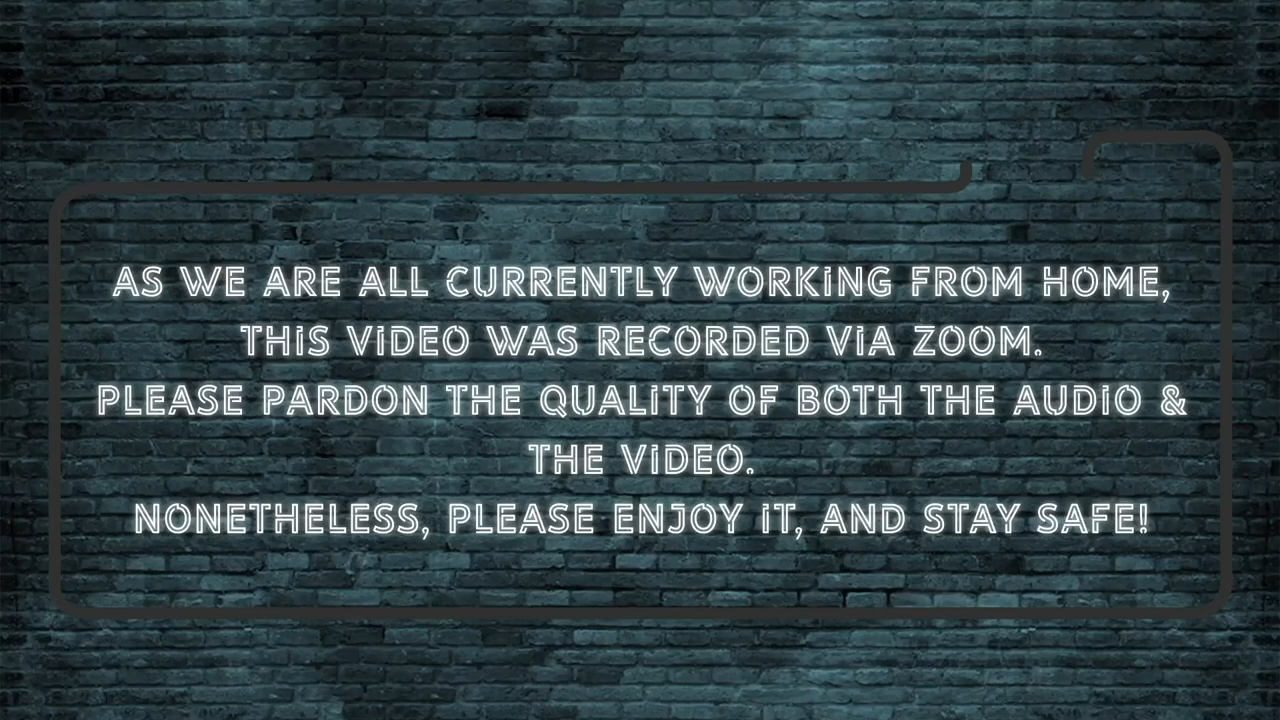 AS WE ARE ALL CURRENTLY WORKING FROM HOME,
THIS VIDEO WAS RECORDED VIA ZOOM.
PLEASE PARDON THE QUALITY OF BOTH THE AUDIO &
THE VIDEO.
NONETHELESS, PLEASE ENJOY IT, AND STAY SAFE!